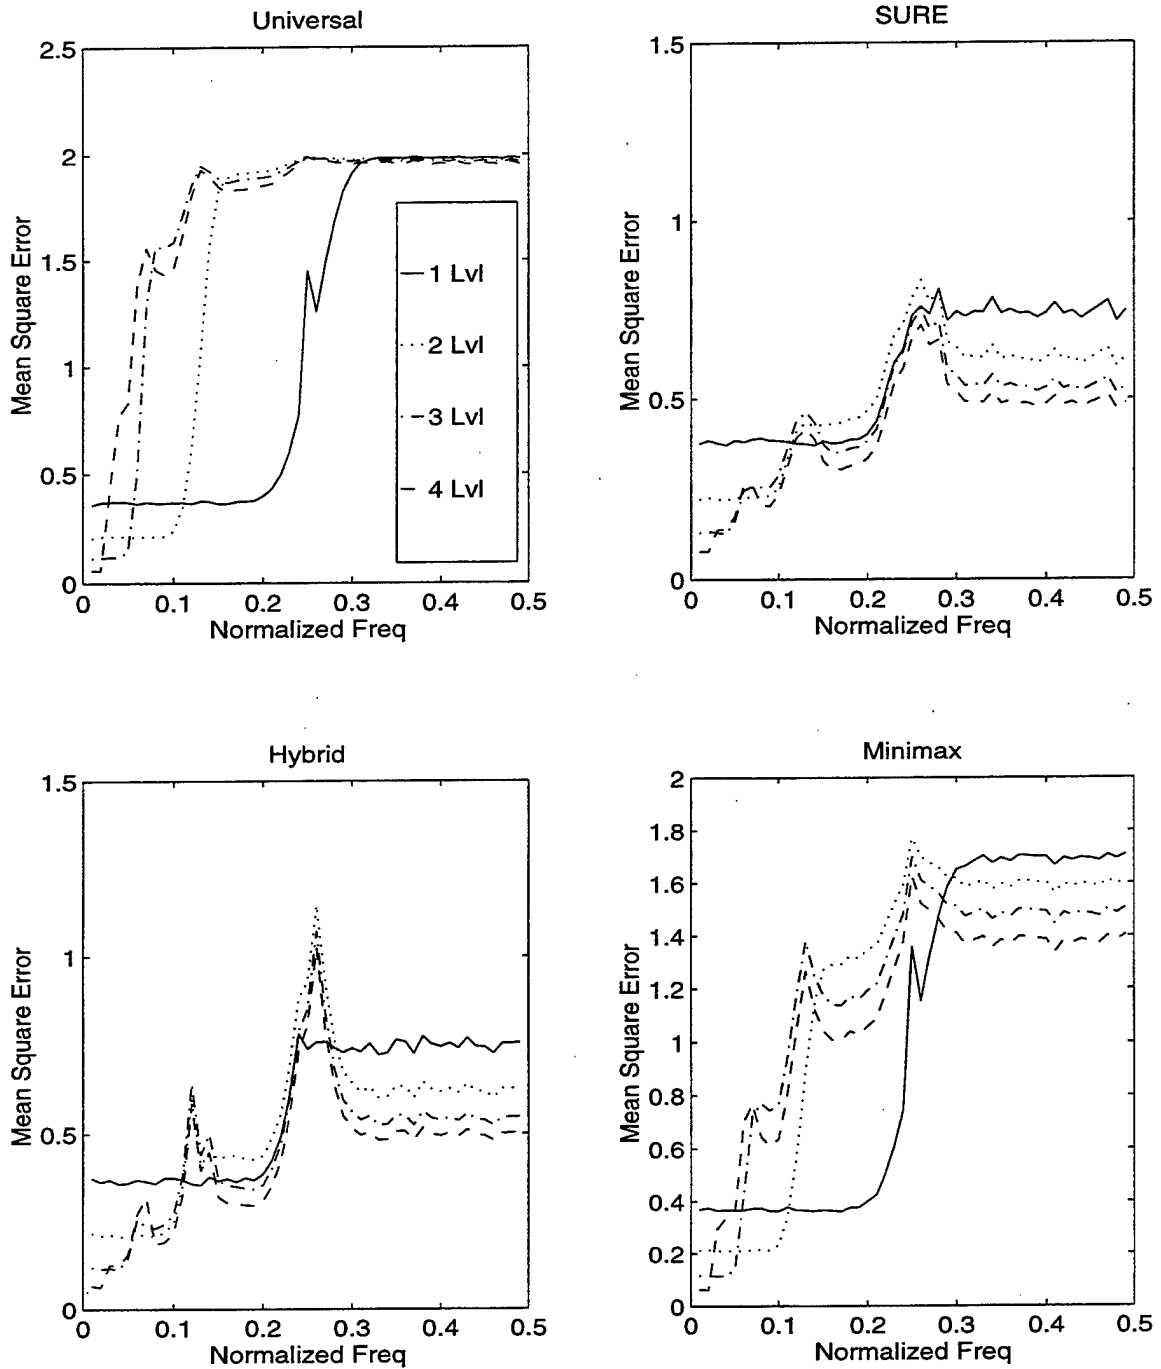 Universal
2.5
2
1.5
1
0.5
0
Mean Square Error
1 Lvl
2 Lvl
3 Lvl
4 Lvl
0 0.1 0.2 0.3 0.4 0.5
Normalized Freq
SURE
1.5
1
0.5
0
Mean Square Error
0 0.1 0.2 0.3 0.4 0.5
Normalized Freq
Hybrid
1.5
1
0.5
0
Mean Square Error
0 0.1 0.2 0.3 0.4 0.5
Normalized Freq
Minimax
2
1.8
1.6
1.4
1.2
1
0.8
0.6
0.4
0.2
0
Mean Square Error
0 0.1 0.2 0.3 0.4 0.5
Normalized Freq